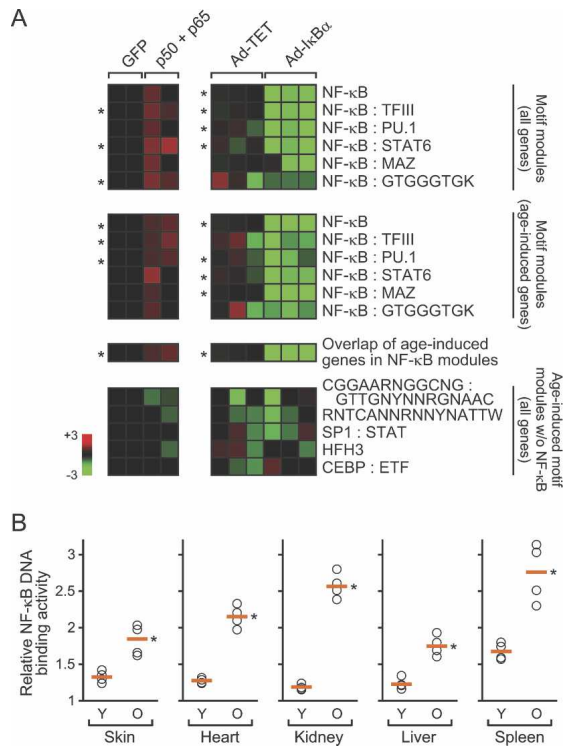 A
GFP
p50 + p65
Ad-TET
Ad-IκBα
* NF-κB
* * NF-κB : TFIII
* NF-κB : PU.1
* * NF-κB : STAT6
NF-κB : MAZ
* NF-κB : GTGGGTGK
Motif modules
(all genes)
* * NF-κB
* NF-κB : TFIII
* * NF-κB : PU.1
* NF-κB : STAT6
* NF-κB : MAZ
NF-κB : GTGGGTGK
Motif modules
(age-induced genes)
* * Overlap of age-induced
genes in NF-κB modules
CGGAARNGGCNG :
GTTGNYNNRGNAAC
RNTCANNRNNYNATTW
SP1 : STAT
HFH3
CEBP : ETF
Age-induced motif
modules w/o NF-κB
(all genes)
+3
-3
B
Relative NF-κB DNA
binding activity
3
2.5
2
1.5
1
* * * * *
Y O Y O Y O Y O Y O
Skin Heart Kidney Liver Spleen